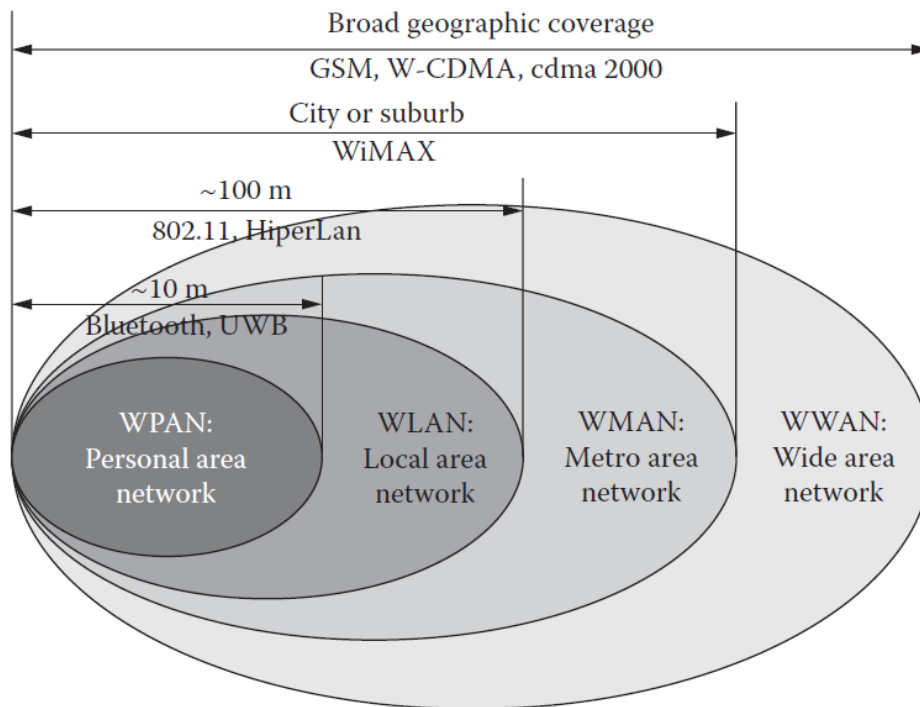 Broad geographic coverage
GSM, W-CDMA, cdma 2000
City or suburb
WiMAX
~100 m
802.11, HiperLan
~10 m
Bluetooth, UWB
WPAN:
Personal area
network
WLAN:
Local area
network
WMAN:
Metro area
network
WWAN:
Wide area
network